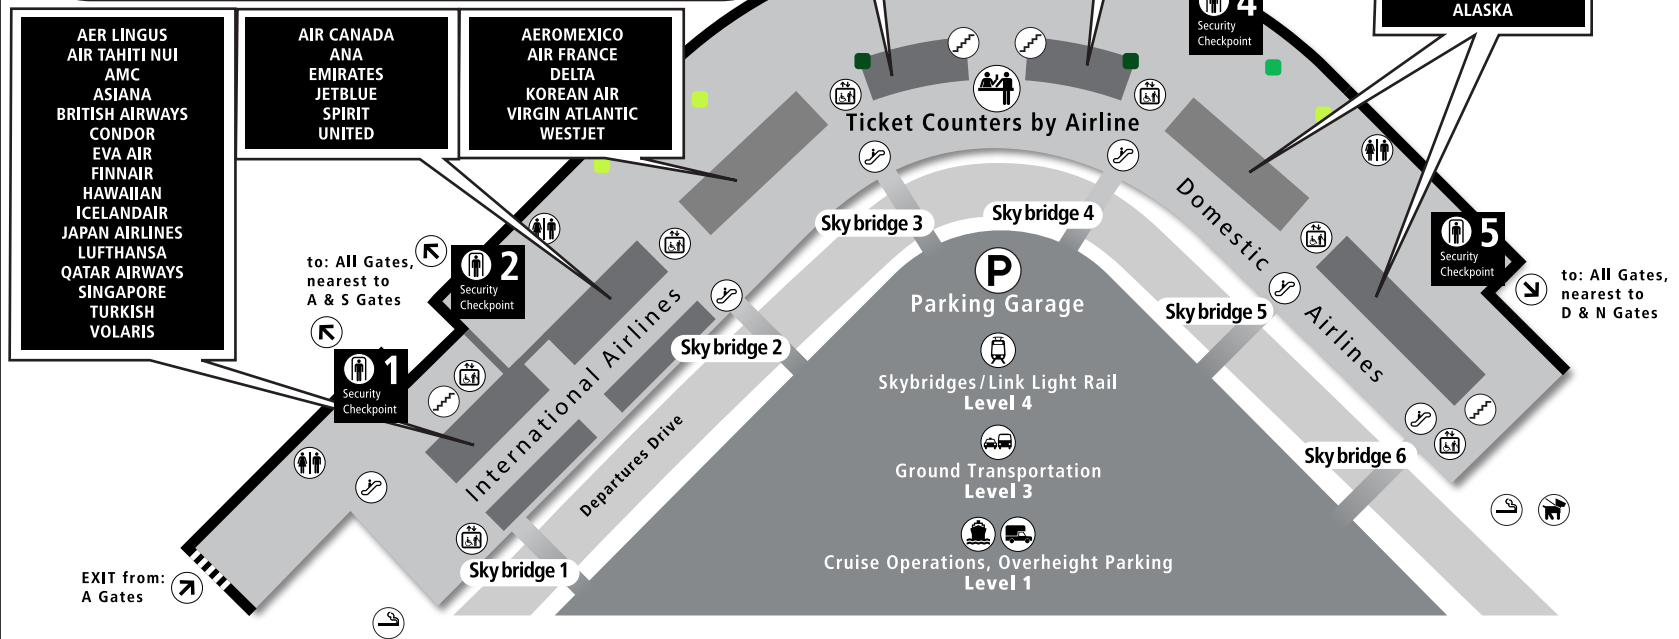 AER LINGUS
AIR TAHITI NUI
AMC
ASIANA
BRITISH AIRWAYS
CONDOR
EVA AIR
FINNAIR
HAWAIIAN
ICELANDAIR
JAPAN AIRLINES
LUFTHANSA
QATAR AIRWAYS
SINGAPORE
TURKISH
VOLARIS
AIR CANADA
ANA
EMIRATES
JETBLUE
SPIRIT
UNITED
AEROMEXICO
AIR FRANCE
DELTA
KOREAN AIR
VIRGIN ATLANTIC
WESTJET
4
Security
Checkpoint
ALASKA
Ticket Counters by Airline
Sky bridge 3
Sky bridge 4
Domestic Airlines
5
Security
Checkpoint
to: All Gates,
nearest to
D & N Gates
to: All Gates,
nearest to
A & S Gates
2
Security
Checkpoint
1
Security
Checkpoint
International Airlines
Sky bridge 2
Departures Drive
P
Parking Garage
Sky bridge 5
Skybridges/Link Light Rail
Level 4
Ground Transportation
Level 3
Sky bridge 6
Cruise Operations, Overheight Parking
Level 1
Sky bridge 1
EXIT from:
A Gates